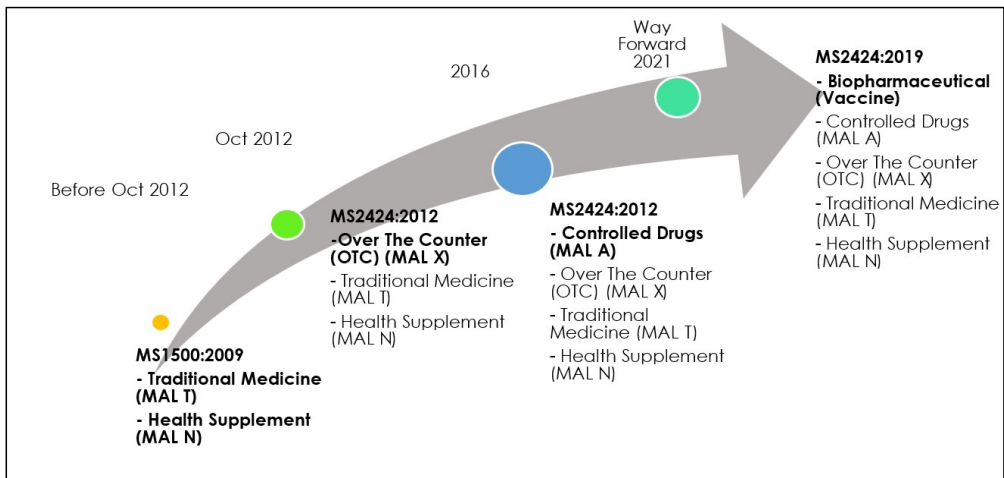 Before Oct 2012
MS1500:2009
- Traditional Medicine
(MAL T)
- Health Supplement
(MAL N)
Oct 2012
MS2424:2012
-Over The Counter
(OTC) (MAL X)
- Traditional Medicine
(MAL T)
- Health Supplement
(MAL N)
2016
MS2424:2012
- Controlled Drugs
(MAL A)
- Over The Counter
(OTC) (MAL X)
- Traditional
Medicine (MAL T)
- Health Supplement
(MAL N)
Way
Forward
2021
MS2424:2019
- Biopharmaceutical
(Vaccine)
- Controlled Drugs
(MAL A)
- Over The Counter
(OTC) (MAL X)
- Traditional Medicine
(MAL T)
- Health Supplement
(MAL N)